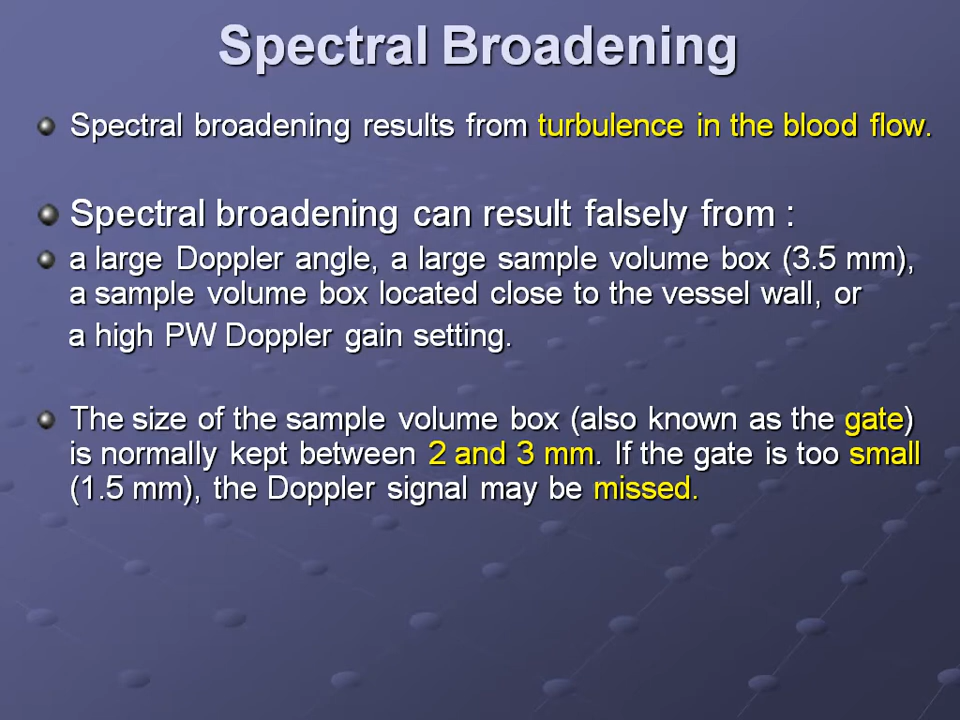 Spectral Broadening
Spectral broadening results from turbulence in the blood flow.
Spectral broadening can result falsely from :
a large Doppler angle, a large sample volume box (3.5 mm),
a sample volume box located close to the vessel wall, or
a high PW Doppler gain setting.
The size of the sample volume box (also known as the gate)
is normally kept between 2 and 3 mm. If the gate is too small
(1.5 mm), the Doppler signal may be missed.